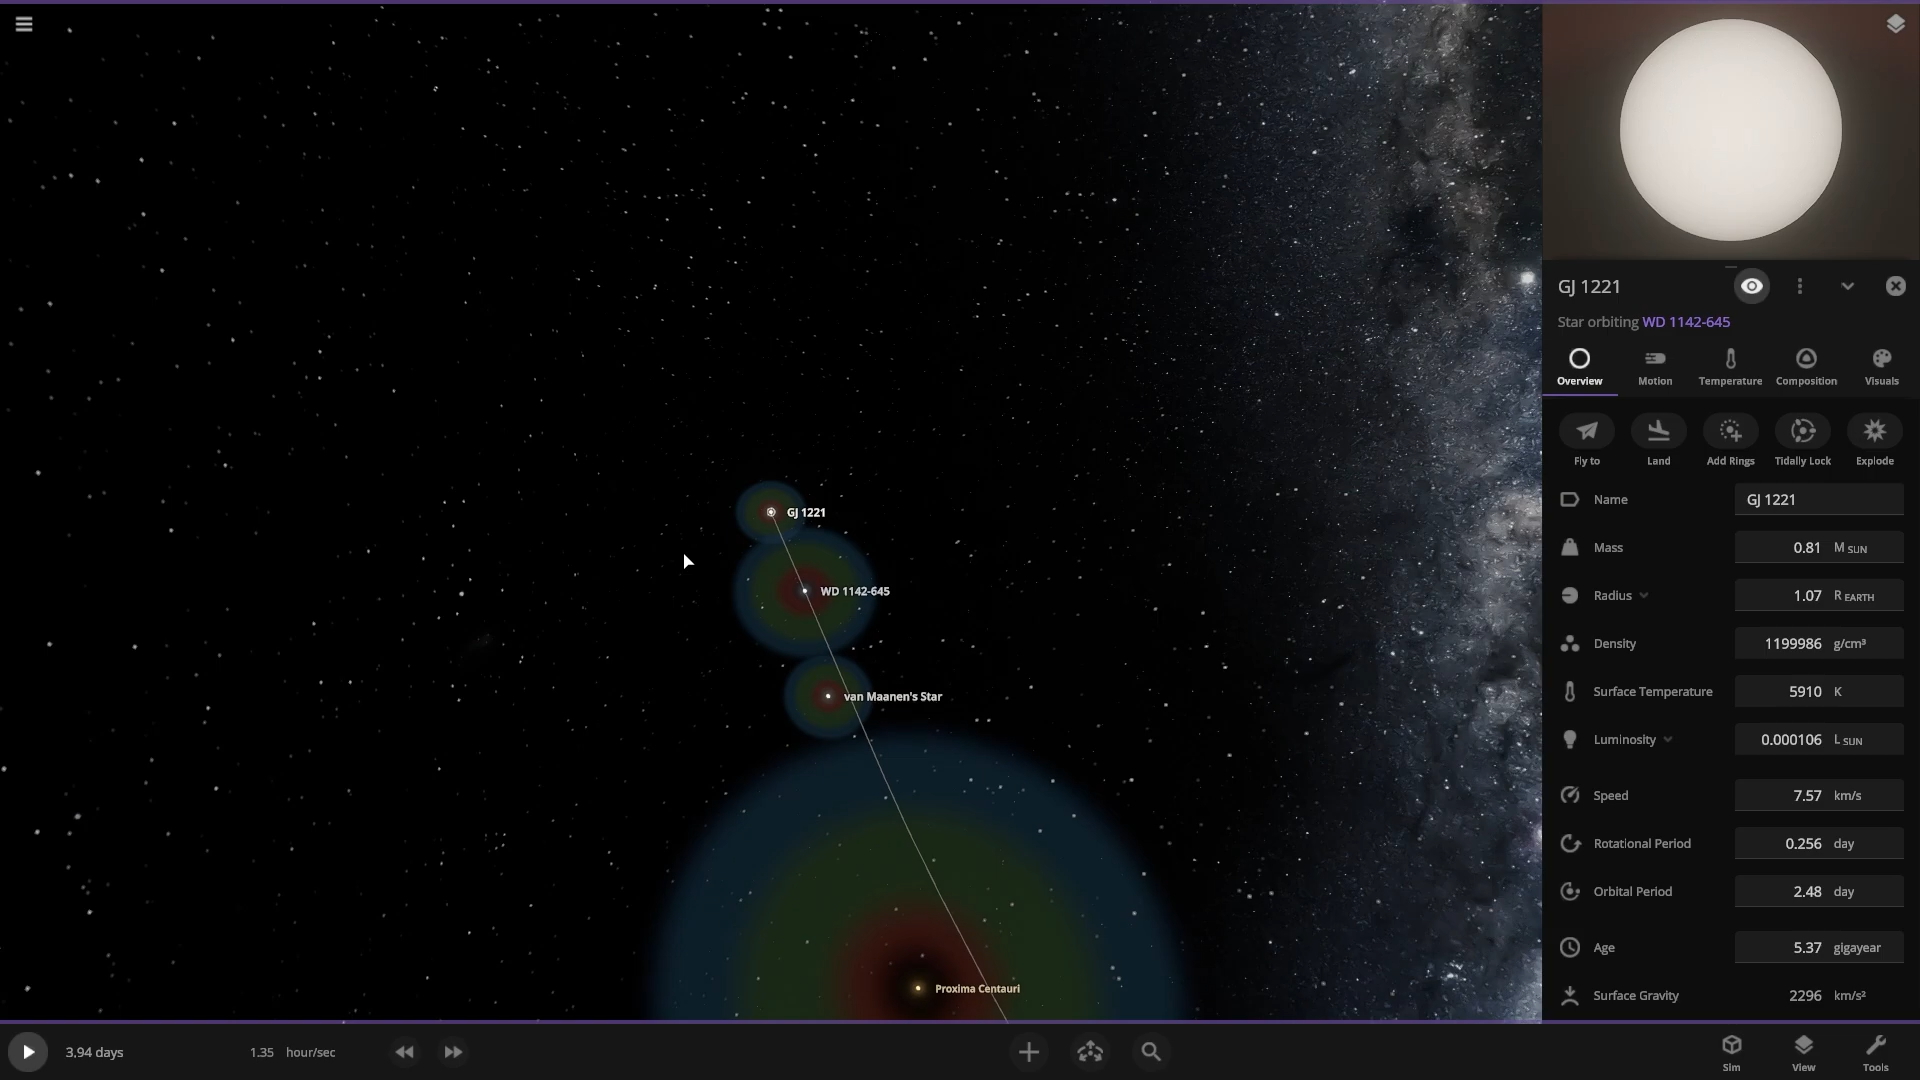 GJ 1221
WD 1142-645
van Maanen's Star
Proxima Centauri
GJ 1221
Star orbiting WD 1142-645
Overview Motion Temperature Composition Visuals
Fly to Land Add Rings Tidally Lock Explode
Name GJ 1221
Mass 0.81 M SUN
Radius 1.07 R EARTH
Density 1199986 g/cm³
Surface Temperature 5910 K
Luminosity 0.000106 L SUN
Speed 7.57 km/s
Rotational Period 0.256 day
Orbital Period 2.48 day
Age 5.37 gigayear
Surface Gravity 2296 km/s²
3.94 days 1.35 hour/sec
Sim View Tools